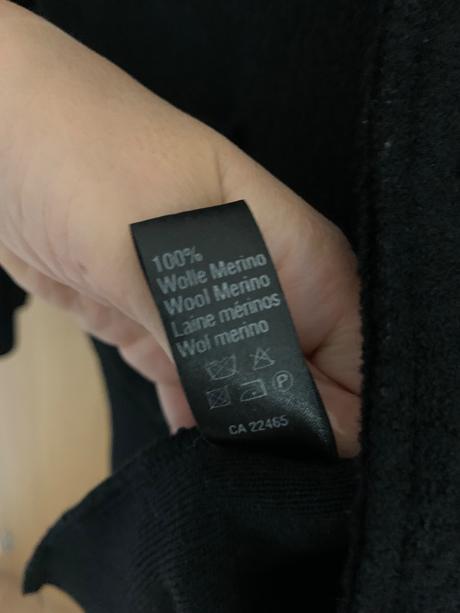 100%
Wolle Merino
Wool Merino
Laine mérinos
Wol merino
P
CA 22465